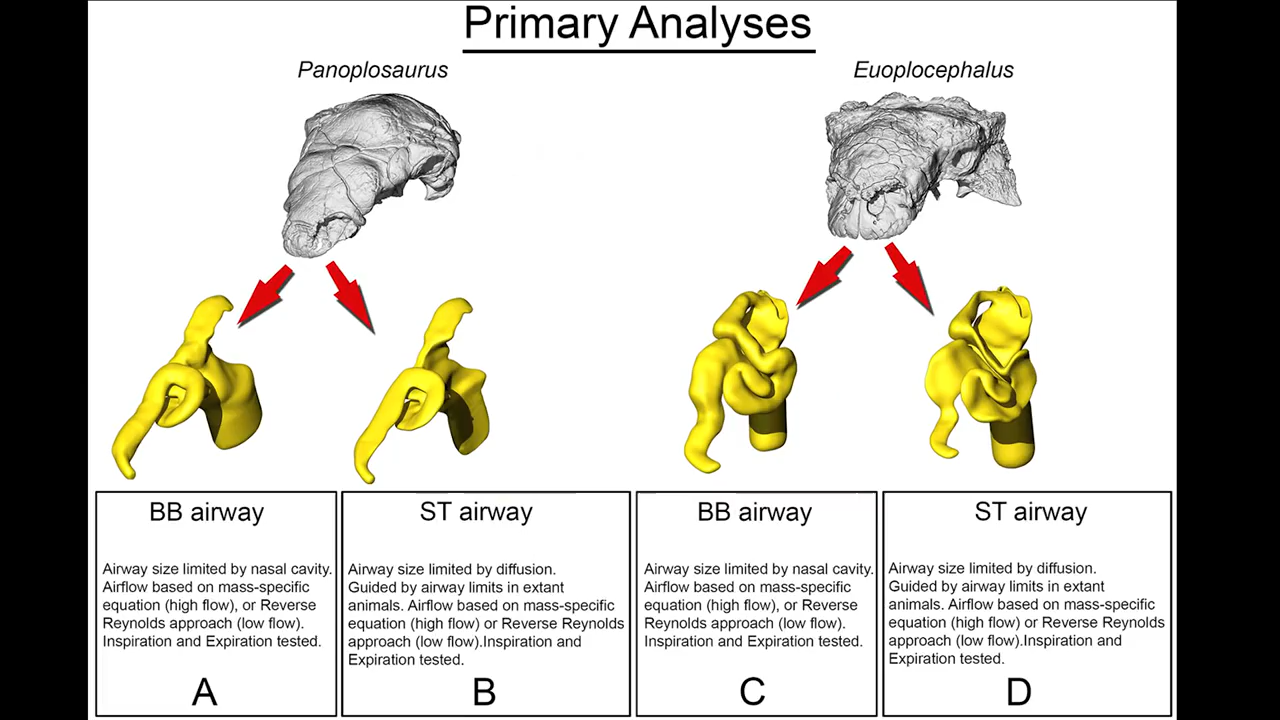 Primary Analyses
Panoplosaurus
Euoplocephalus
BB airway
Airway size limited by nasal cavity.
Airflow based on mass-specific
equation (high flow), or Reverse
Reynolds approach (low flow).
Inspiration and Expiration tested.
A
ST airway
Airway size limited by diffusion.
Guided by airway limits in extant
animals. Airflow based on mass-specific
equation (high flow) or Reverse Reynolds
approach (low flow).Inspiration and
Expiration tested.
B
BB airway
Airway size limited by nasal cavity.
Airflow based on mass-specific
equation (high flow), or Reverse
Reynolds approach (low flow).
Inspiration and Expiration tested.
C
ST airway
Airway size limited by diffusion.
Guided by airway limits in extant
animals. Airflow based on mass-specific
equation (high flow) or Reverse Reynolds
approach (low flow).Inspiration and
Expiration tested.
D